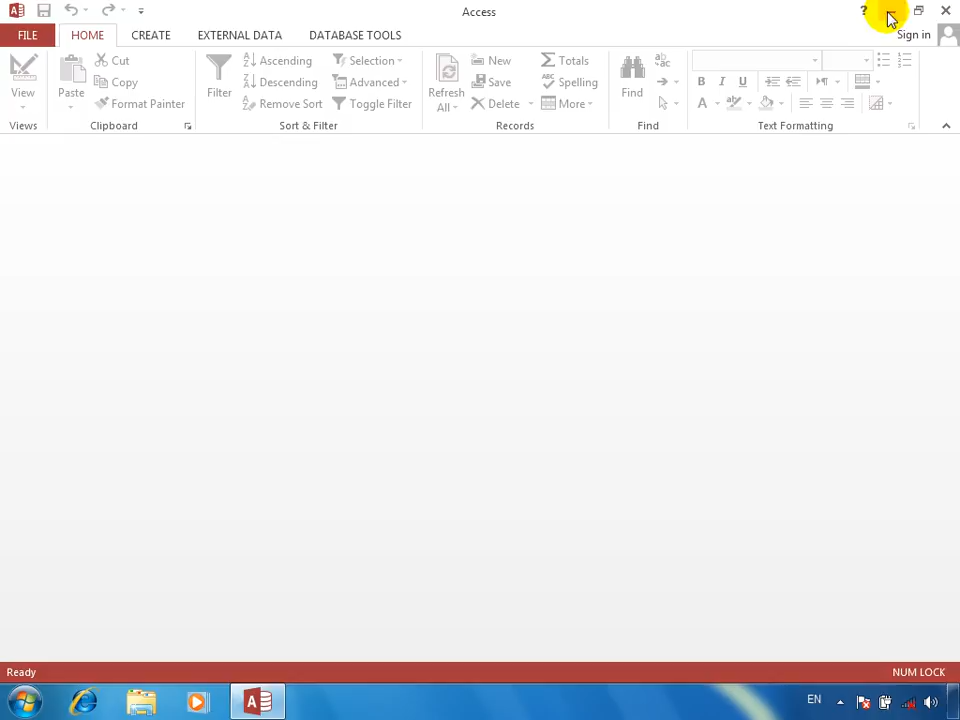 Access
?
Sign in
FILE HOME CREATE EXTERNAL DATA DATABASE TOOLS
View
Paste
Cut
Copy
Format Painter
Filter
Ascending
Descending
Remove Sort
Selection
Advanced
Toggle Filter
Refresh
All
New
Save
Delete
Totals
Spelling
More
Find
B I U
A
Views Clipboard Sort & Filter Records Find Text Formatting
Ready NUM LOCK
EN